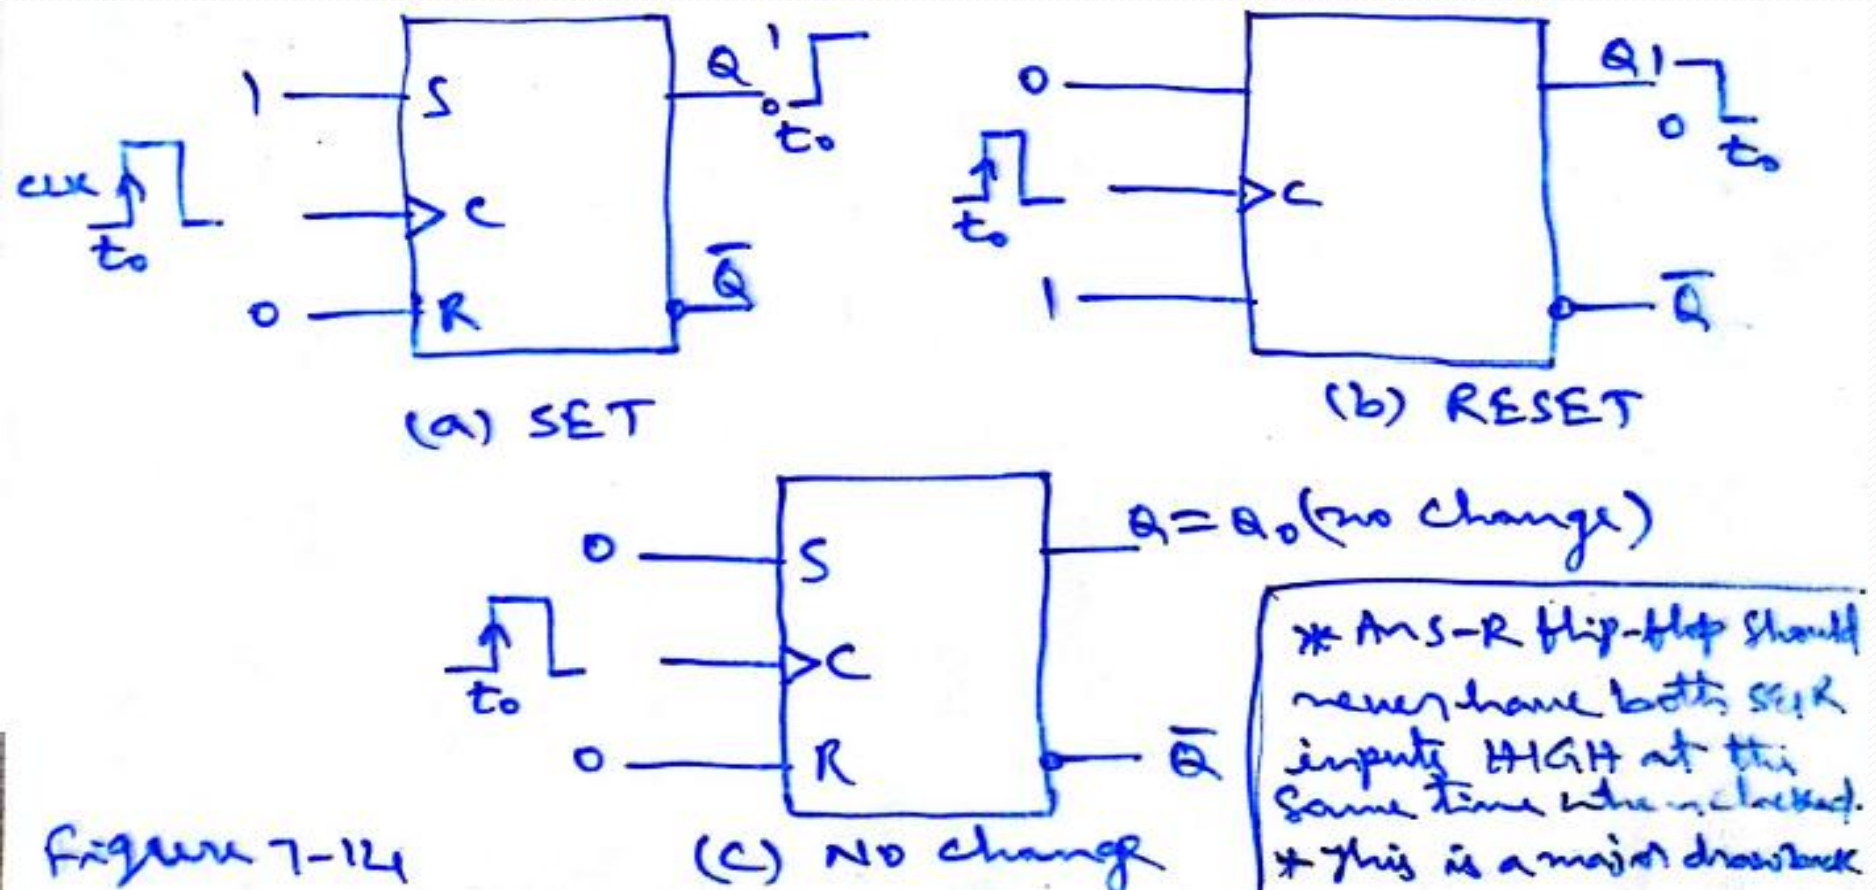 1 S Q 1
0 t₀
CLK t₀ C
0 R Q̅
(a) SET
0 Q 1
0 t₀
t₀ C
1 Q̅
(b) RESET
0 S Q = Q₀ (no change)
t₀ C
0 R Q̅
(c) NO change
* An S-R flip-flop should
never have both S & R
inputs HIGH at the
same time when clocked.
* This is a major drawback
Figure 7-14